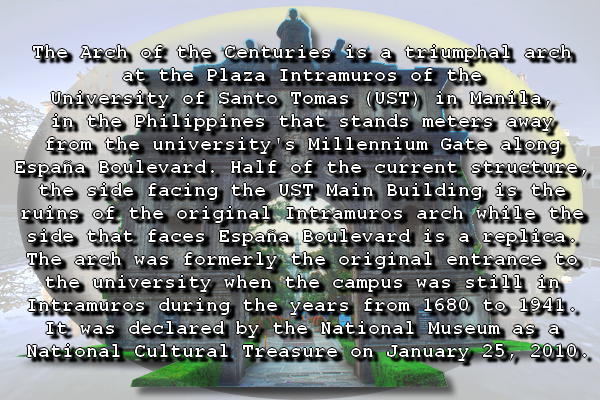 The Arch of the Centuries is a triumphal arch
at the Plaza Intramuros of the
University of Santo Tomas (UST) in Manila,
in the Philippines that stands meters away
from the university's Millennium Gate along
España Boulevard. Half of the current structure,
the side facing the UST Main Building is the
ruins of the original Intramuros arch while the
side that faces España Boulevard is a replica.
The arch was formerly the original entrance to
the university when the campus was still in
Intramuros during the years from 1680 to 1941.
It was declared by the National Museum as a
National Cultural Treasure on January 25, 2010.